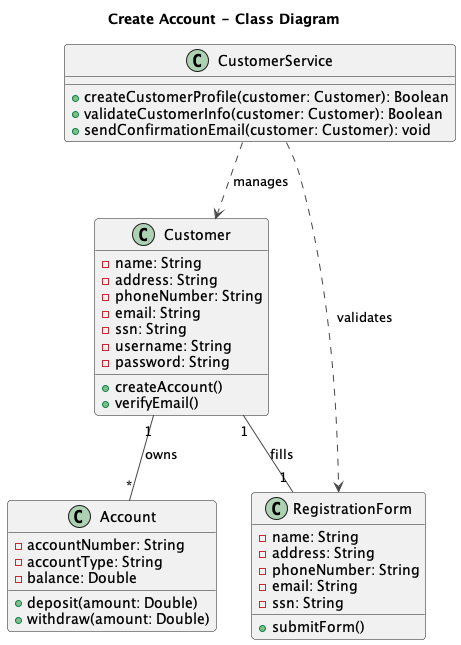 Create Account - Class Diagram
C CustomerService
createCustomerProfile(customer: Customer): Boolean
validateCustomerInfo(customer: Customer): Boolean
sendConfirmationEmail(customer: Customer): void
manages
C Customer
name: String
address: String
phoneNumber: String
email: String
ssn: String
username: String
password: String
createAccount()
verifyEmail()
validates
1
1
owns
fills
*
1
C Account
accountNumber: String
accountType: String
balance: Double
deposit(amount: Double)
withdraw(amount: Double)
C RegistrationForm
name: String
address: String
phoneNumber: String
email: String
ssn: String
submitForm()